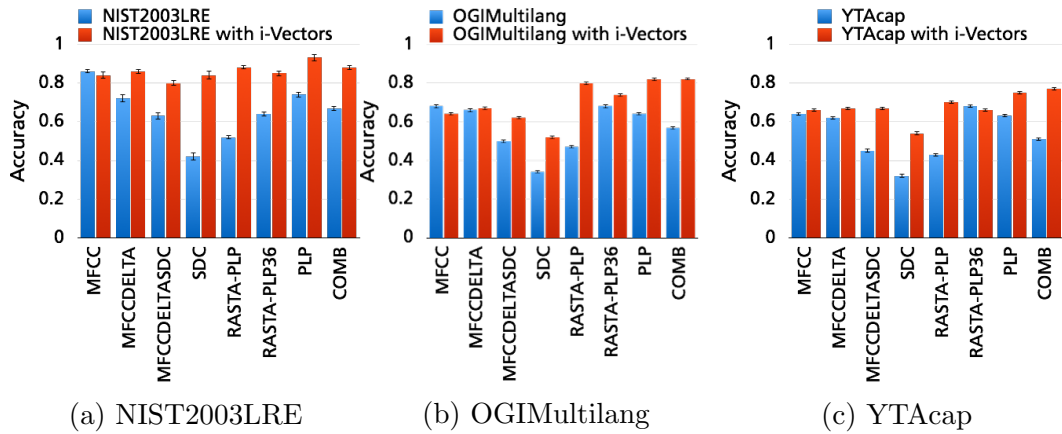 NIST2003LRE
NIST2003LRE with i-Vectors
1
0.8
0.6
0.4
0.2
0
Accuracy
MFCC
MFCCDELTA
MFCCDELTASDC
SDC
RASTA-PLP
RASTA-PLP36
PLP
COMB
(a) NIST2003LRE
OGIMultilang
OGIMultilang with i-Vectors
1
0.8
0.6
0.4
0.2
0
Accuracy
MFCC
MFCCDELTA
MFCCDELTASDC
SDC
RASTA-PLP
RASTA-PLP36
PLP
COMB
(b) OGIMultilang
YTAcap
YTAcap with i-Vectors
1
0.8
0.6
0.4
0.2
0
Accuracy
MFCC
MFCCDELTA
MFCCDELTASDC
SDC
RASTA-PLP
RASTA-PLP36
PLP
COMB
(c) YTAcap